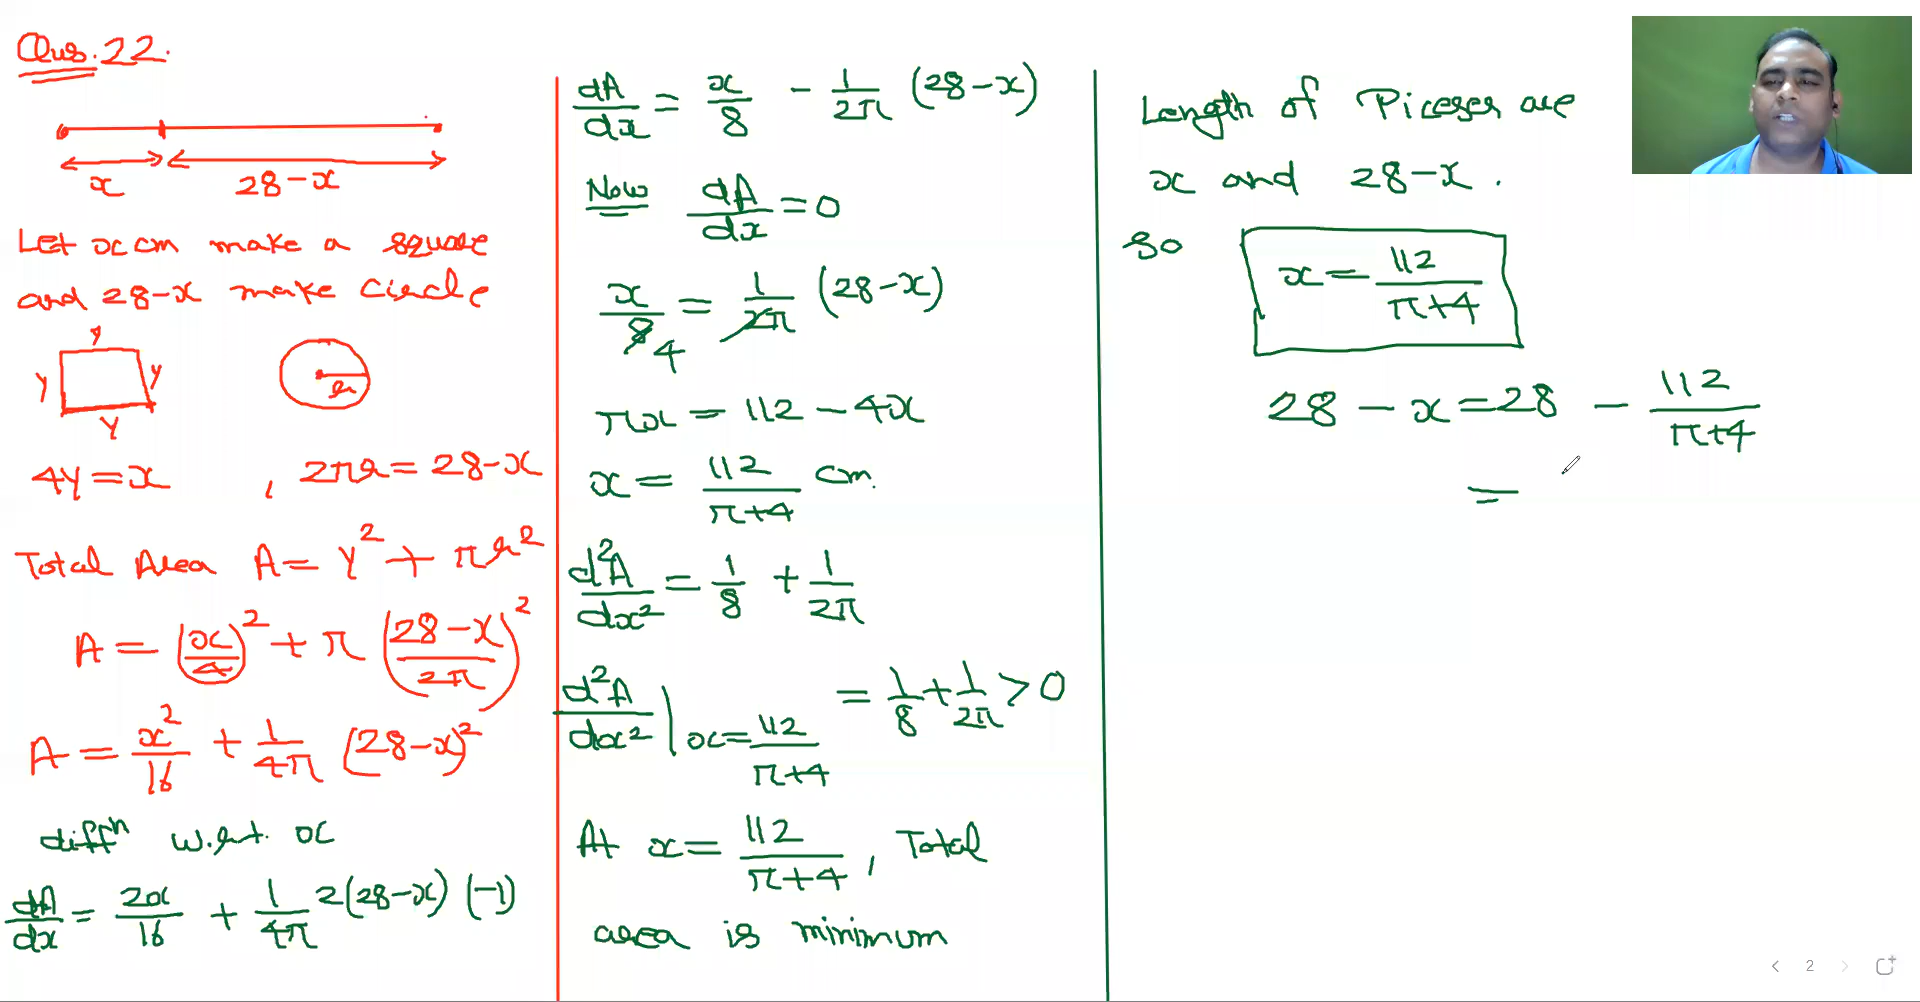 Qus. 22.
x 28-x
Let x cm make a square
and 28-x make circle
y
y y
y
r
4y = x , 2πr = 28-x
Total Area A = y² + πr²
A = (x/4)² + π ((28-x)/2π)²
A = x²/16 + 1/4π (28-x)²
diffⁿ w.r.t. x
dA/dx = 2x/16 + 1/4π 2(28-x) (-1)
dA/dx = x/8 - 1/2π (28-x)
Now dA/dx = 0
x/8 = 1/2π (28-x)
4
πx = 112 - 4x
x = 112/π+4 cm.
d²A/dx² = 1/8 + 1/2π
d²A/dx² | x = 112/π+4 = 1/8 + 1/2π > 0
At x = 112/π+4 , Total
area is minimum
Length of Piceses are
x and 28-x .
So x = 112/π+4
28 - x = 28 - 112/π+4
=
2